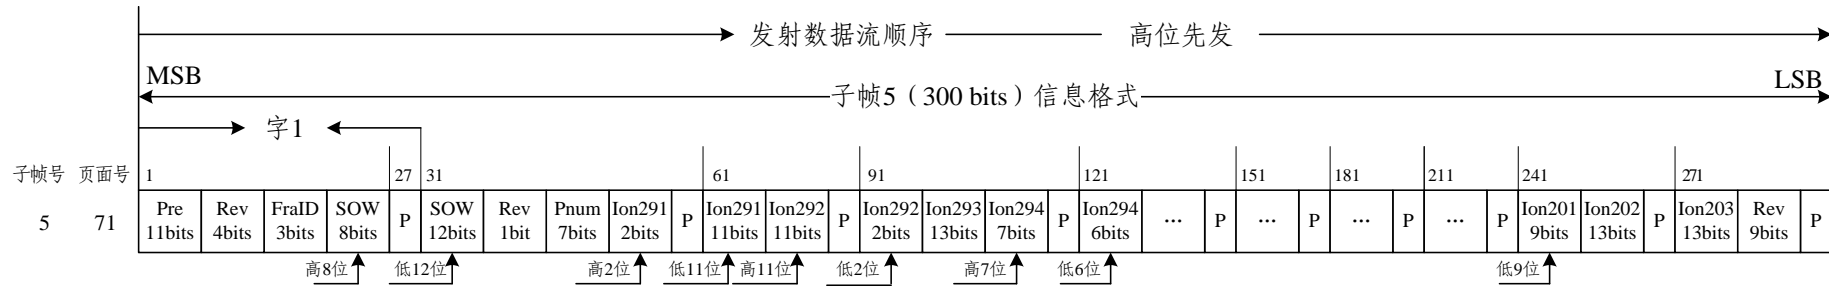 发射数据流顺序 高位先发
MSB LSB
子帧5（300 bits）信息格式
字1
子帧号 页面号 1 27 31 61 91 121 151 181 211 241 271
5 71 Pre 11bits Rev 4bits FraID 3bits SOW 8bits P SOW 12bits Rev 1bit Pnum 7bits Ion291 2bits P Ion291 11bits Ion292 11bits P Ion292 2bits Ion293 13bits Ion294 7bits P Ion294 6bits ... P ... P ... P ... P Ion201 9bits Ion202 13bits P Ion203 13bits Rev 9bits P
高8位 低12位 高2位 低11位 高11位 低2位 高7位 低6位 低9位